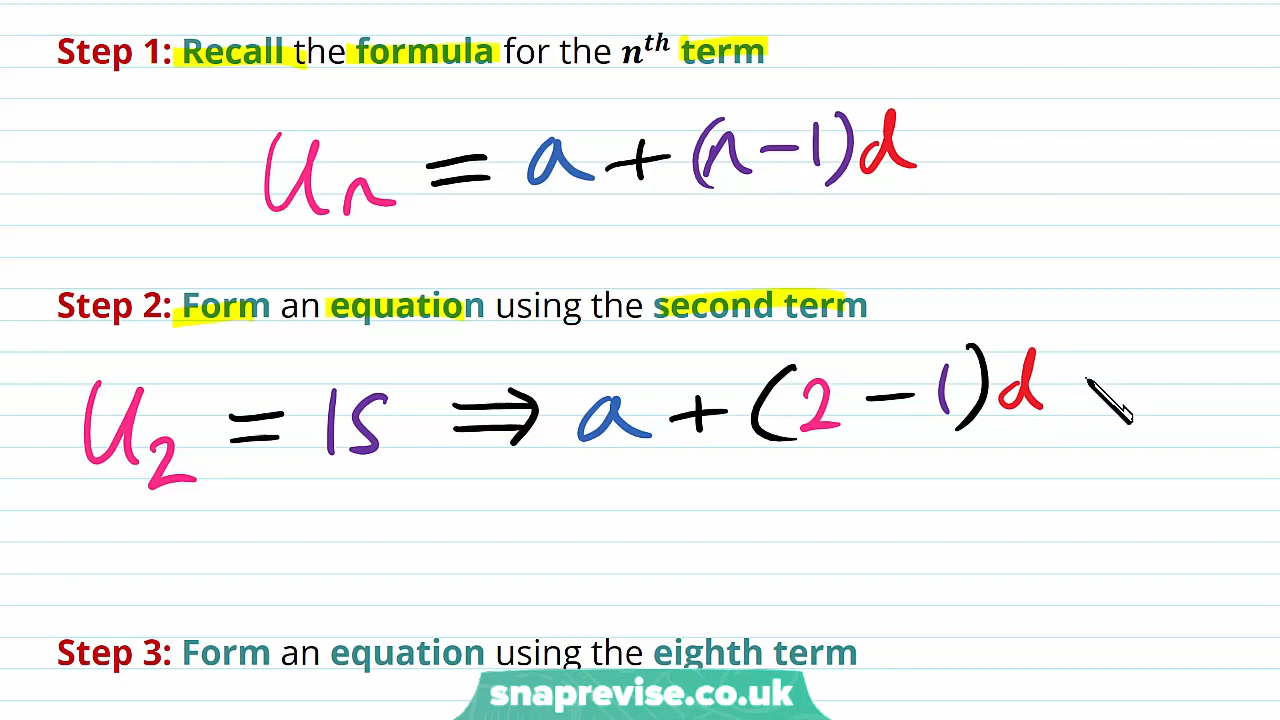 Step 1: Recall the formula for the nᵗʰ term
uₙ = a + (n - 1)d
Step 2: Form an equation using the second term
u₂ = 15 ⇒ a + (2 - 1)d
Step 3: Form an equation using the eighth term
snaprevise.co.uk